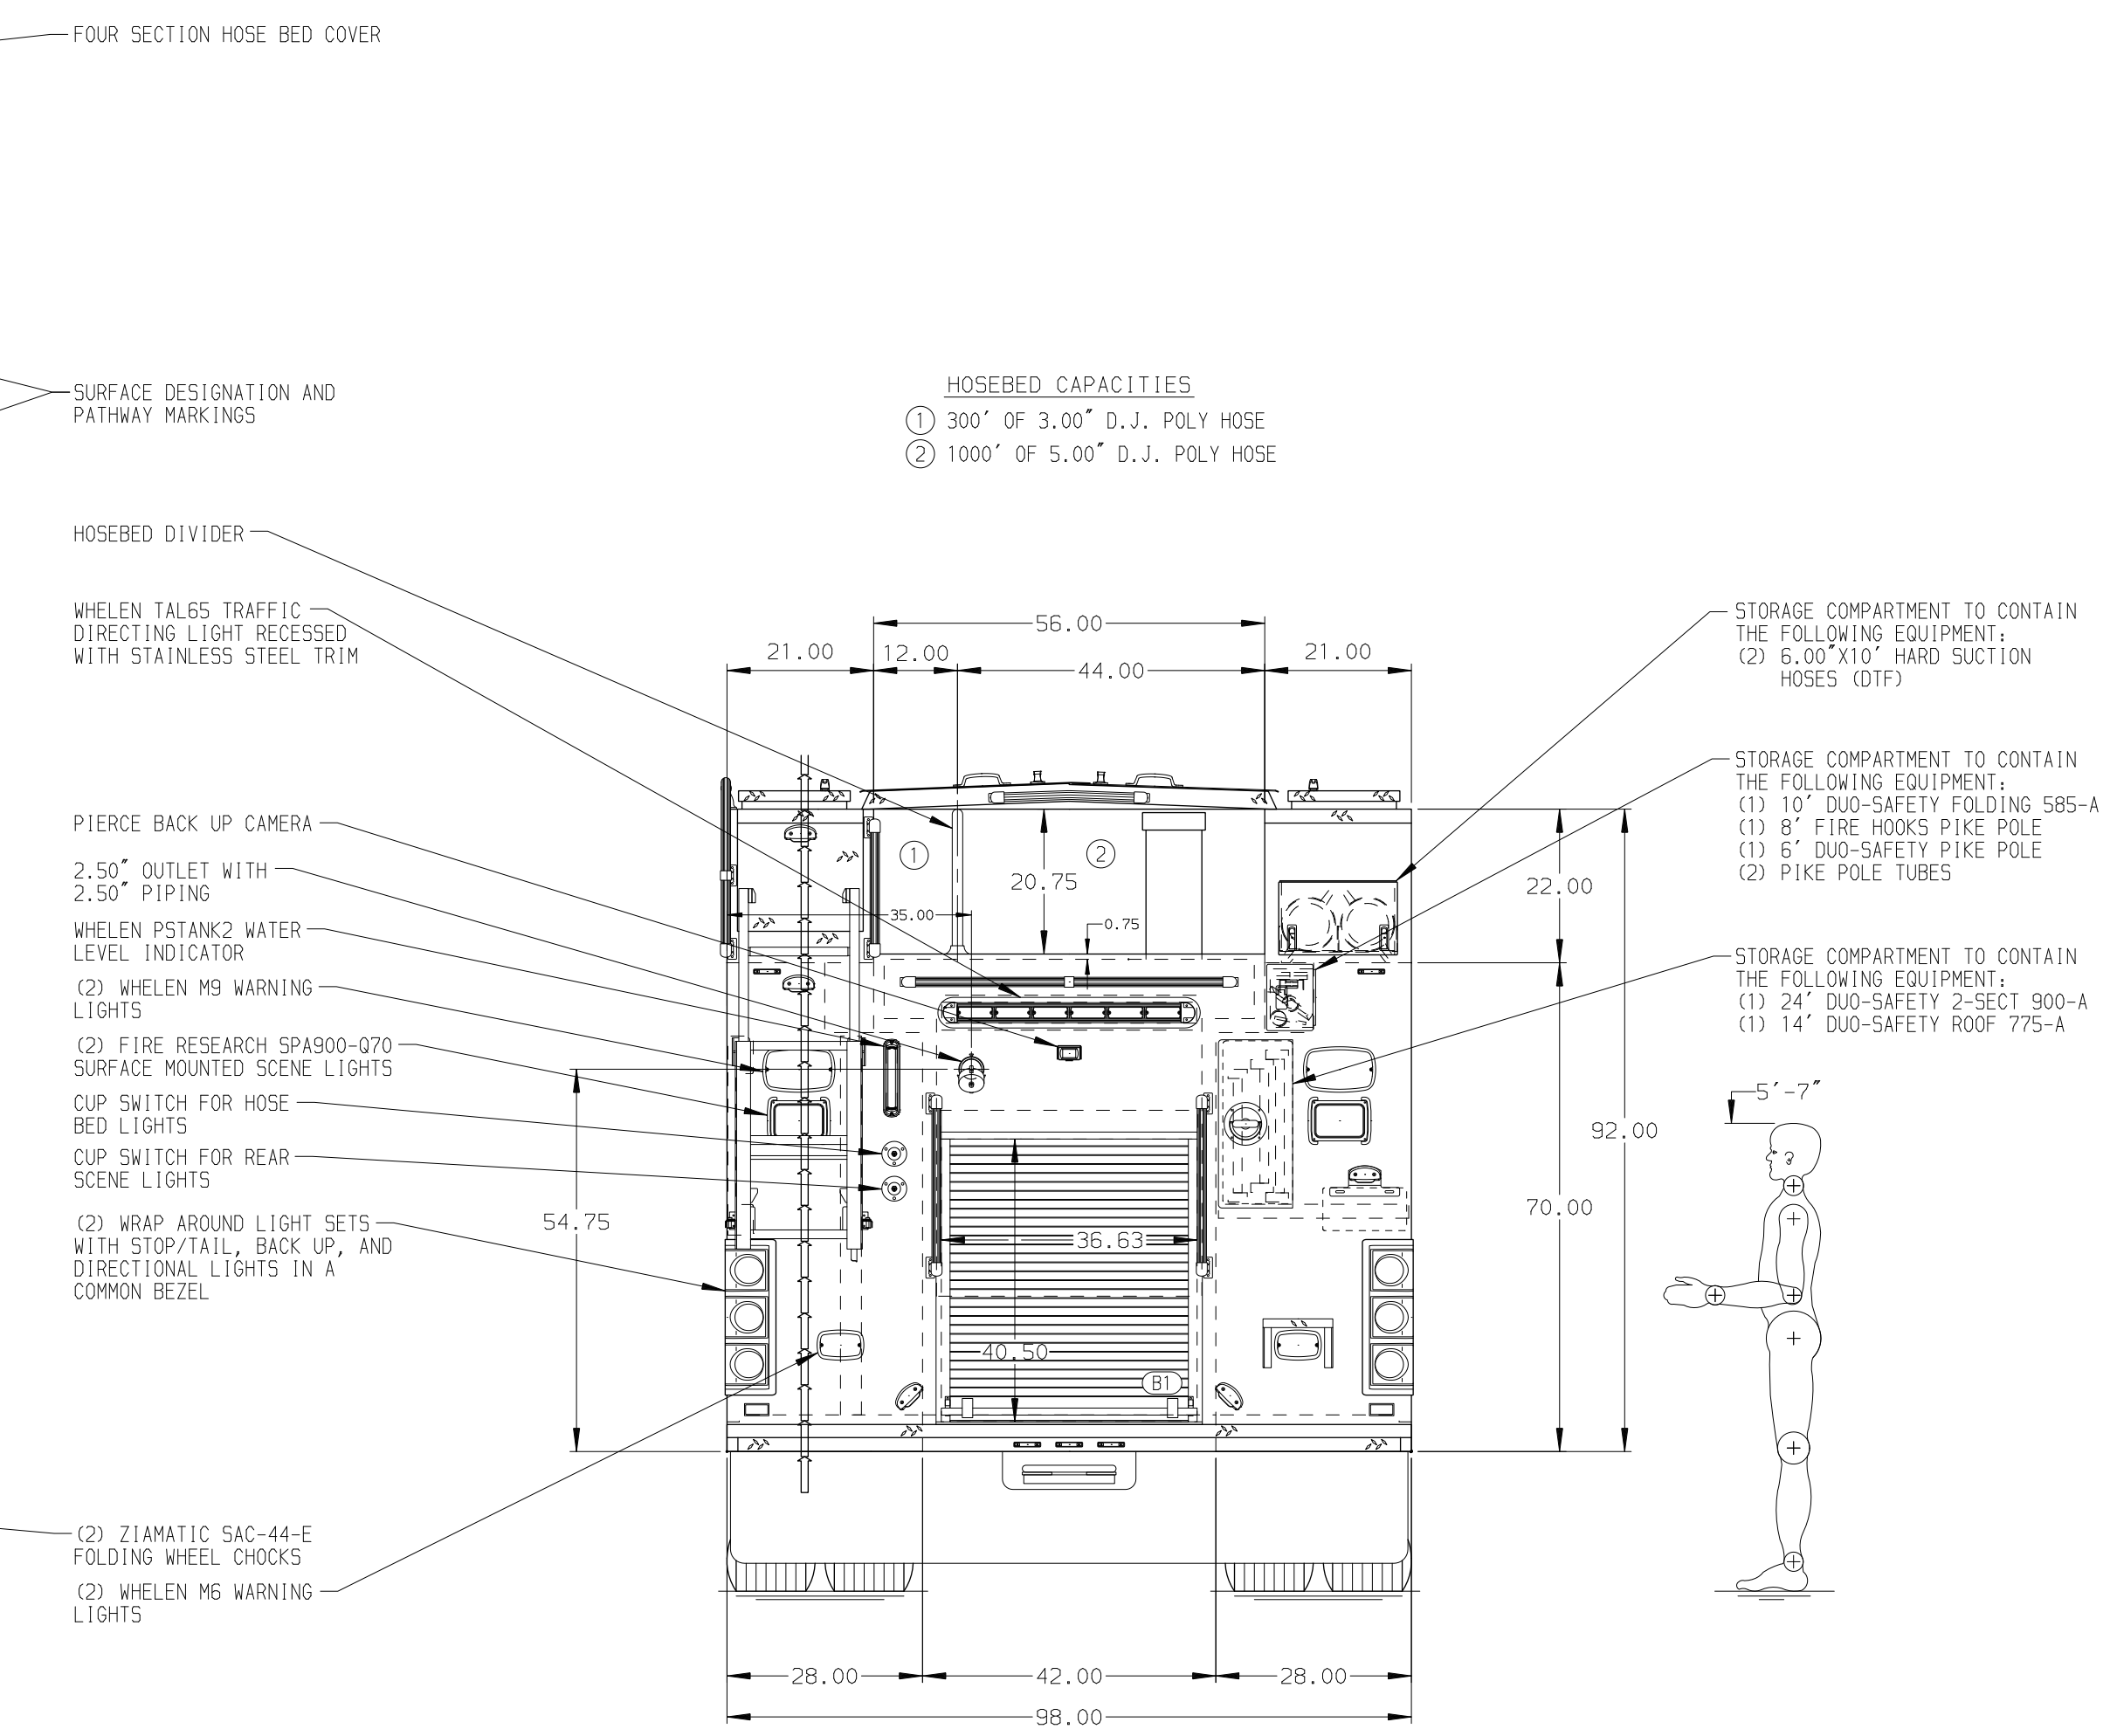 FOUR SECTION HOSE BED COVER
SURFACE DESIGNATION AND
PATHWAY MARKINGS
HOSEBED CAPACITIES
1 300' OF 3.00" D.J. POLY HOSE
2 1000' OF 5.00" D.J. POLY HOSE
HOSEBED DIVIDER
WHELEN TAL65 TRAFFIC
DIRECTING LIGHT RECESSED
WITH STAINLESS STEEL TRIM
PIERCE BACK UP CAMERA
2.50" OUTLET WITH
2.50" PIPING
WHELEN PSTANK2 WATER
LEVEL INDICATOR
(2) WHELEN M9 WARNING
LIGHTS
(2) FIRE RESEARCH SPA900-Q70
SURFACE MOUNTED SCENE LIGHTS
CUP SWITCH FOR HOSE
BED LIGHTS
CUP SWITCH FOR REAR
SCENE LIGHTS
(2) WRAP AROUND LIGHT SETS
WITH STOP/TAIL, BACK UP, AND
DIRECTIONAL LIGHTS IN A
COMMON BEZEL
(2) ZIAMATIC SAC-44-E
FOLDING WHEEL CHOCKS
(2) WHELEN M6 WARNING
LIGHTS
56.00
21.00
12.00
44.00
21.00
1
2
20.75
35.00
0.75
22.00
54.75
36.63
40.50
B1
92.00
70.00
28.00
42.00
28.00
98.00
STORAGE COMPARTMENT TO CONTAIN
THE FOLLOWING EQUIPMENT:
(2) 6.00"X10' HARD SUCTION
HOSES (DTF)
STORAGE COMPARTMENT TO CONTAIN
THE FOLLOWING EQUIPMENT:
(1) 10' DUO-SAFETY FOLDING 585-A
(1) 8' FIRE HOOKS PIKE POLE
(1) 6' DUO-SAFETY PIKE POLE
(2) PIKE POLE TUBES
STORAGE COMPARTMENT TO CONTAIN
THE FOLLOWING EQUIPMENT:
(1) 24' DUO-SAFETY 2-SECT 900-A
(1) 14' DUO-SAFETY ROOF 775-A
5'-7"